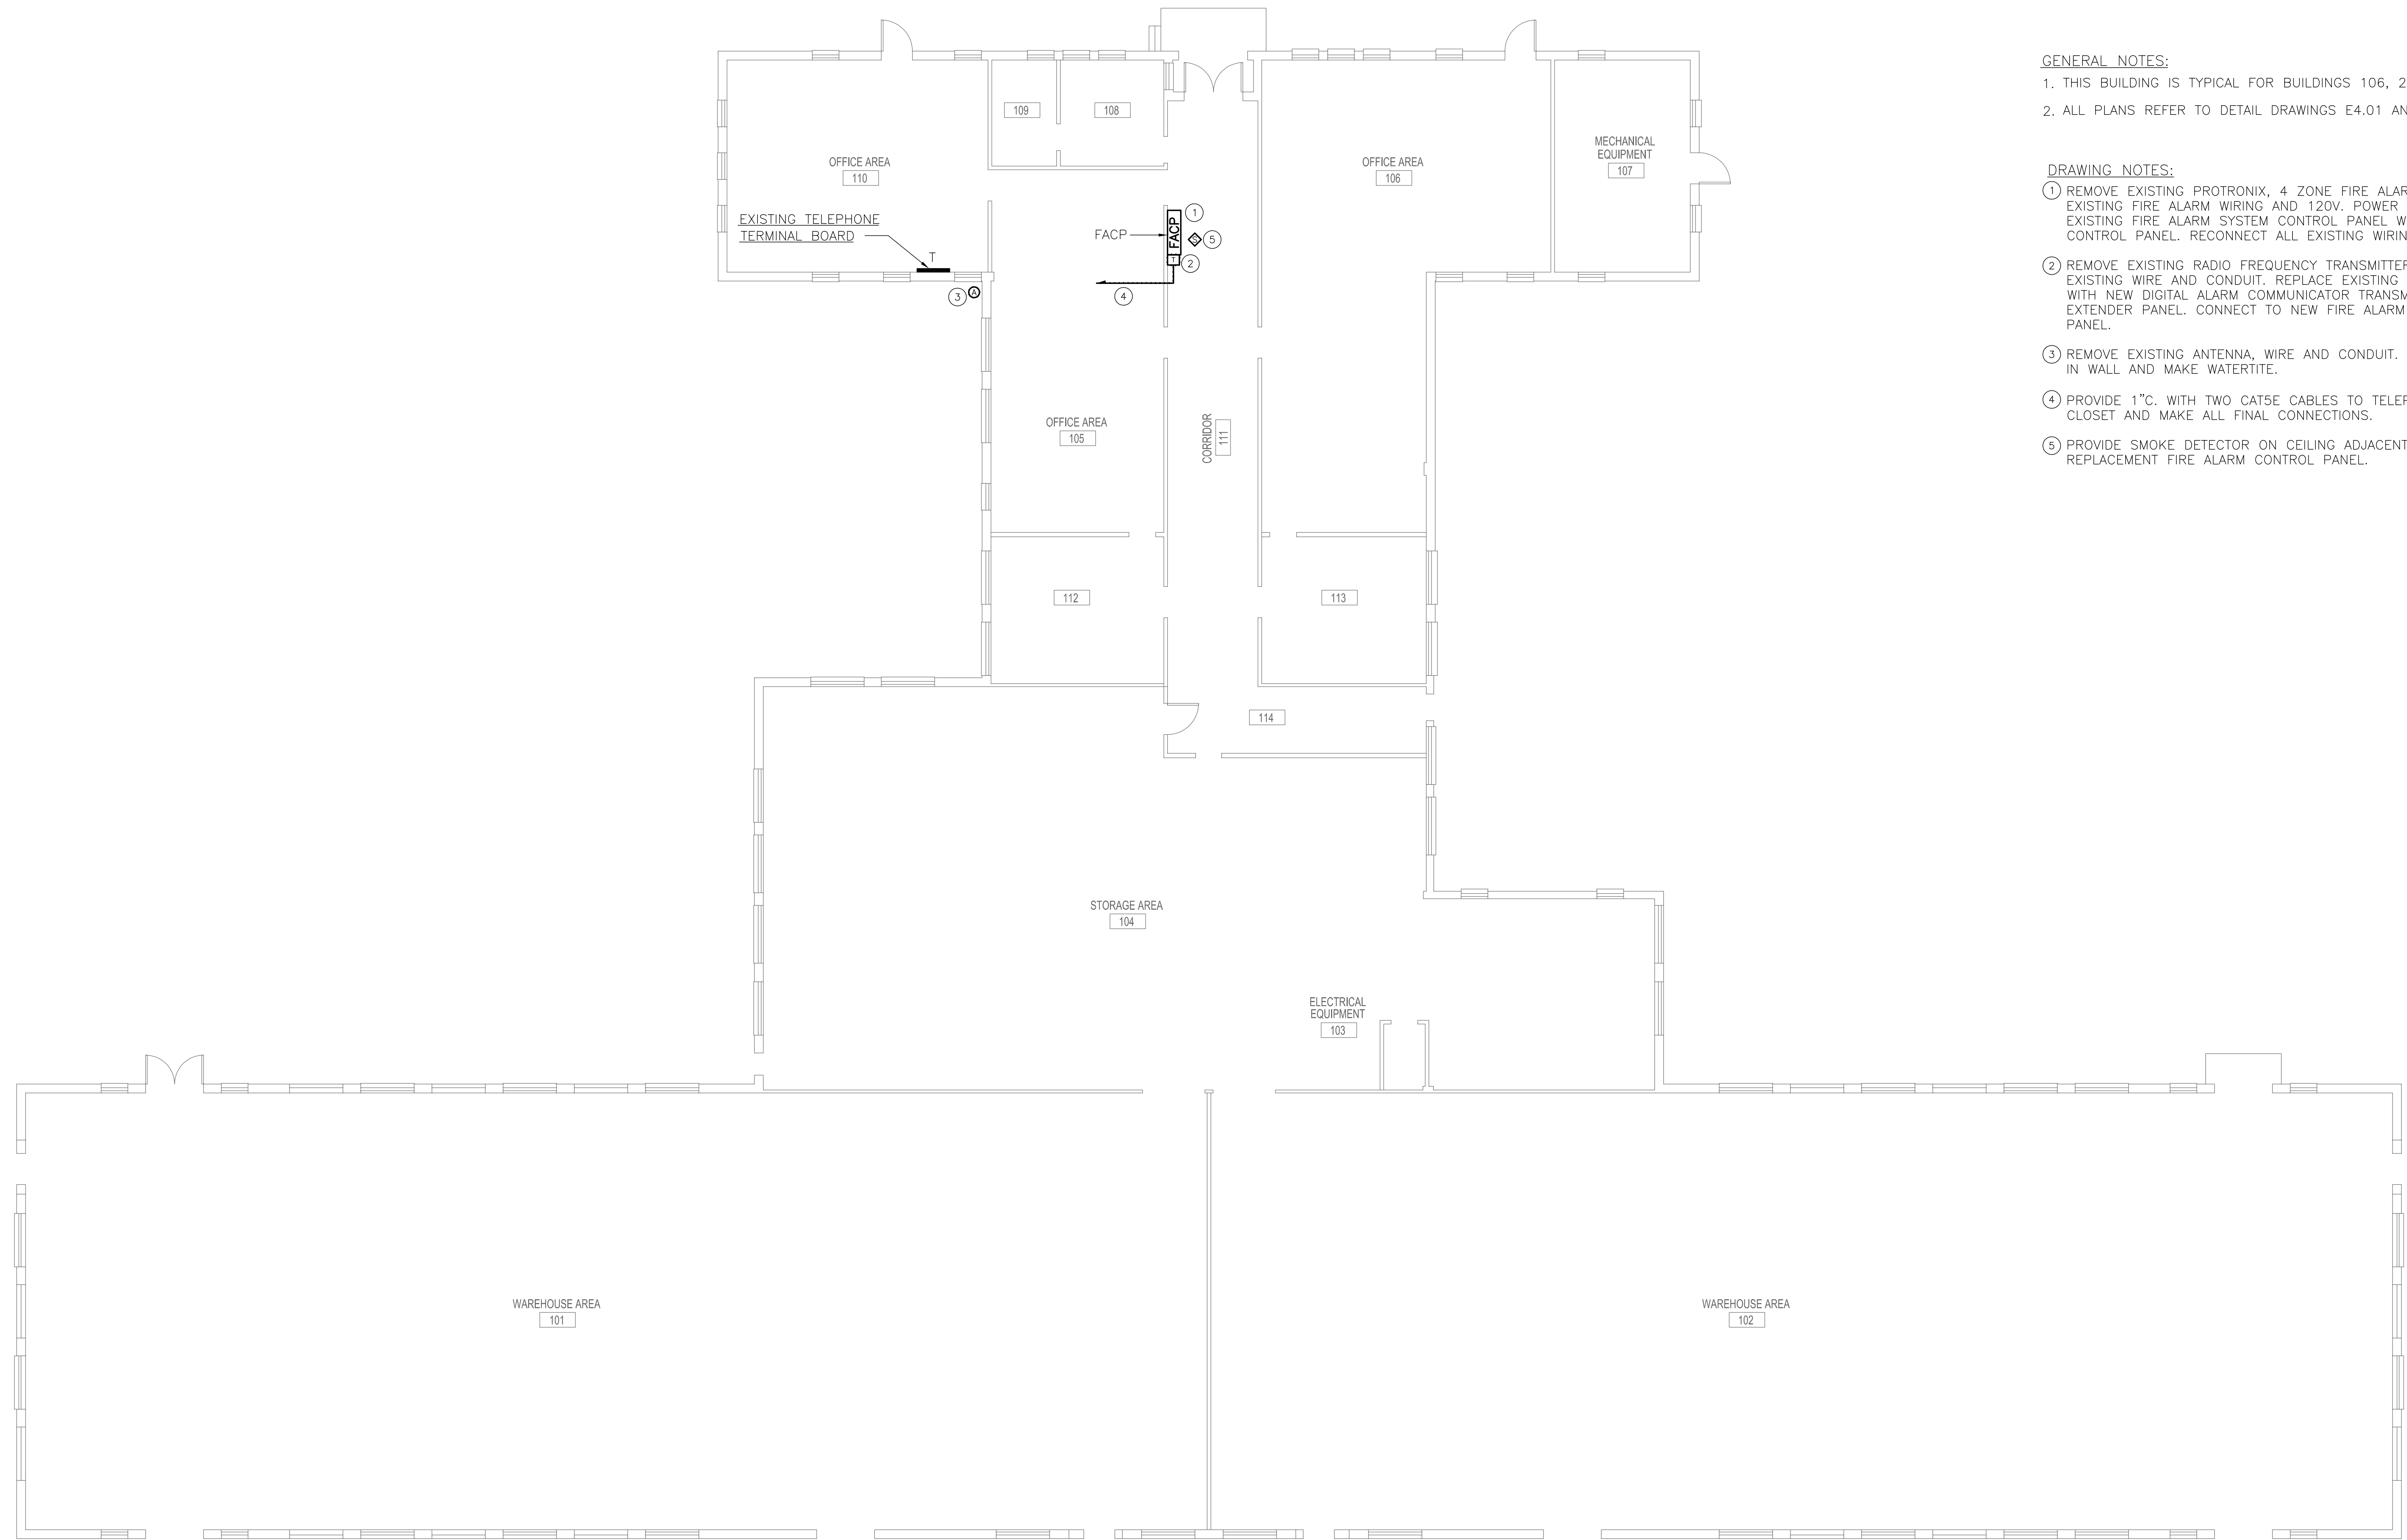 GENERAL NOTES:
1. THIS BUILDING IS TYPICAL FOR BUILDINGS 106, 2
2. ALL PLANS REFER TO DETAIL DRAWINGS E4.01 AN
DRAWING NOTES:
1 REMOVE EXISTING PROTRONIX, 4 ZONE FIRE ALAR
EXISTING FIRE ALARM WIRING AND 120V. POWER
EXISTING FIRE ALARM SYSTEM CONTROL PANEL W
CONTROL PANEL. RECONNECT ALL EXISTING WIRIN
2 REMOVE EXISTING RADIO FREQUENCY TRANSMITTER
EXISTING WIRE AND CONDUIT. REPLACE EXISTING
WITH NEW DIGITAL ALARM COMMUNICATOR TRANSM
EXTENDER PANEL. CONNECT TO NEW FIRE ALARM
PANEL.
3 REMOVE EXISTING ANTENNA, WIRE AND CONDUIT.
IN WALL AND MAKE WATERTITE.
4 PROVIDE 1"C. WITH TWO CAT5E CABLES TO TELEP
CLOSET AND MAKE ALL FINAL CONNECTIONS.
5 PROVIDE SMOKE DETECTOR ON CEILING ADJACENT
REPLACEMENT FIRE ALARM CONTROL PANEL.
109
108
OFFICE AREA
110
OFFICE AREA
106
MECHANICAL
EQUIPMENT
107
EXISTING TELEPHONE
TERMINAL BOARD
T
FACP
FACP
1
S
5
T
2
3
A
4
OFFICE AREA
105
CORRIDOR
111
112
113
114
STORAGE AREA
104
ELECTRICAL
EQUIPMENT
103
WAREHOUSE AREA
101
WAREHOUSE AREA
102